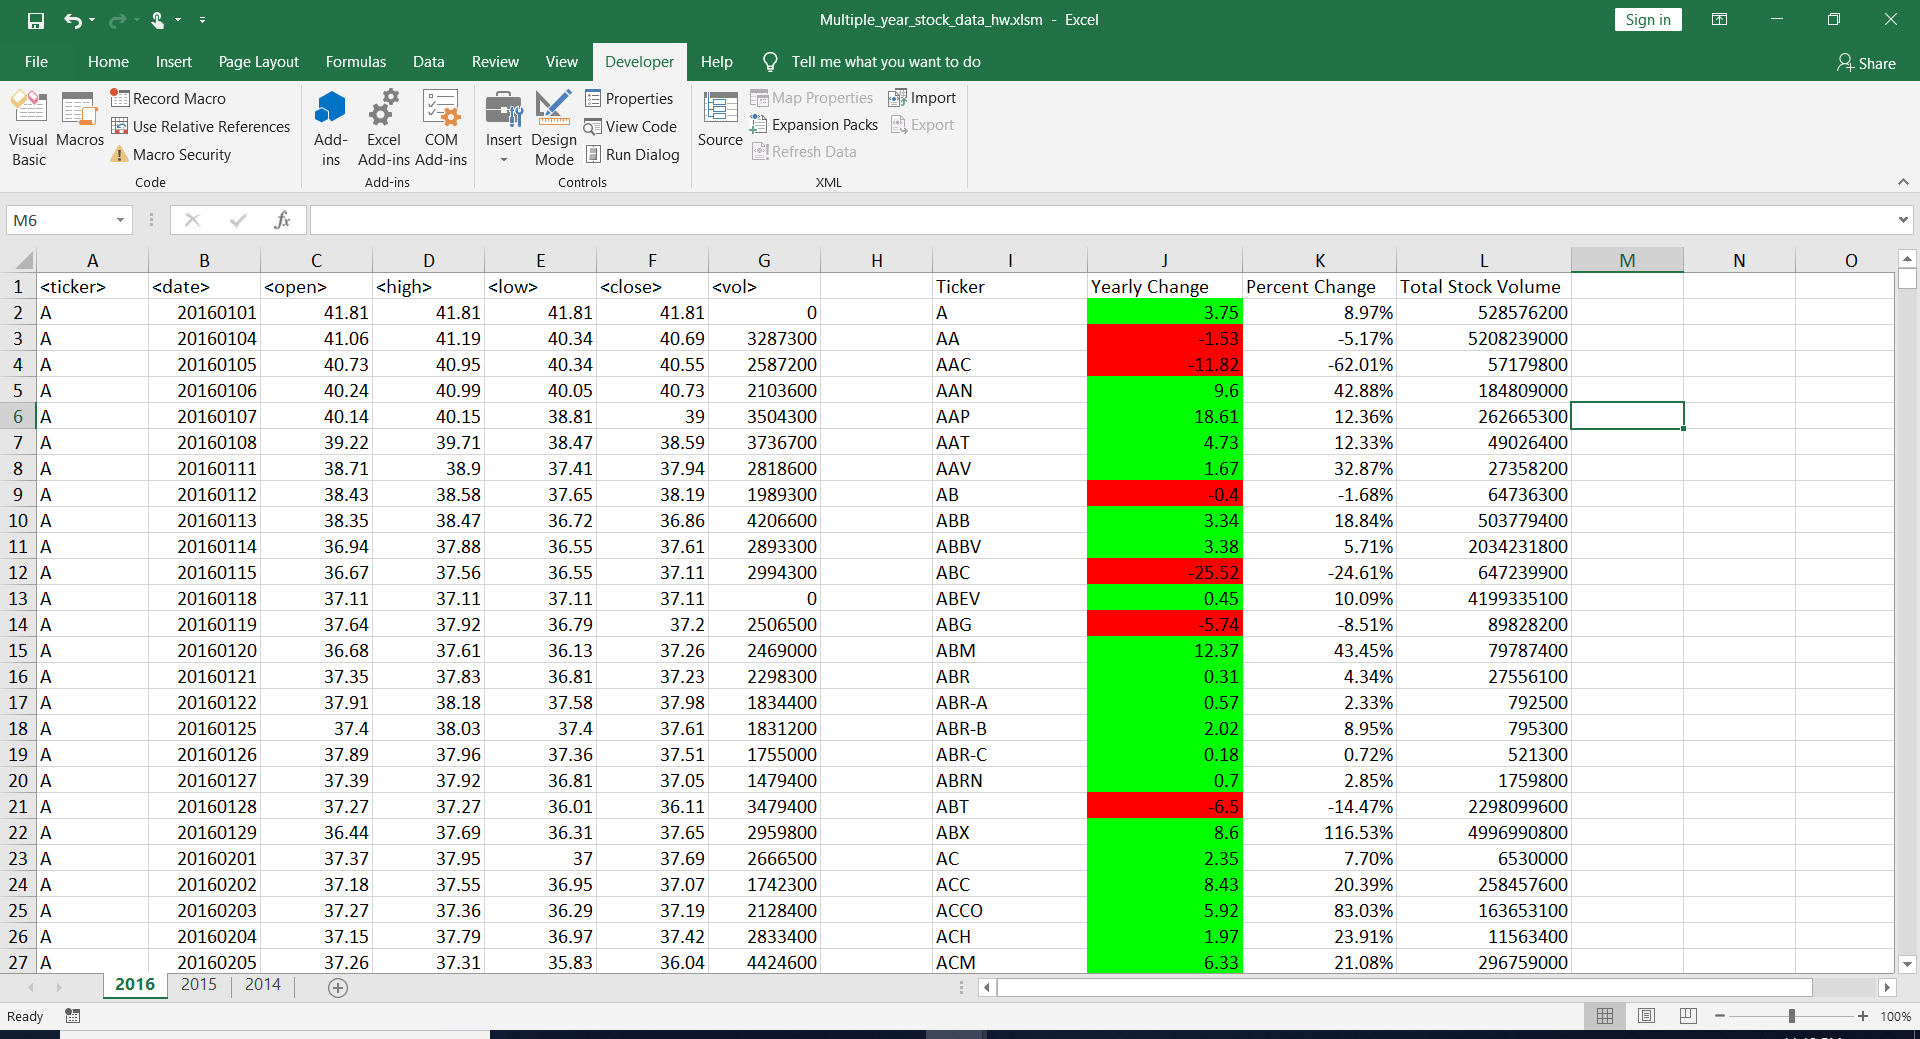 Multiple_year_stock_data_hw.xlsm - Excel
Sign in
File Home Insert Page Layout Formulas Data Review View Developer Help Tell me what you want to do Share
Visual Basic
Macros
Record Macro
Use Relative References
Macro Security
Code
Add-ins
Excel Add-ins
COM Add-ins
Add-ins
Insert
Design Mode
Properties
View Code
Run Dialog
Controls
Source
Map Properties
Expansion Packs
Refresh Data
Import
Export
XML
M6 fx
A B C D E F G H I J K L M N O
1 <ticker> <date> <open> <high> <low> <close> <vol> Ticker Yearly Change Percent Change Total Stock Volume
2 A 20160101 41.81 41.81 41.81 41.81 0 A 3.75 8.97% 528576200
3 A 20160104 41.06 41.19 40.34 40.69 3287300 AA -1.53 -5.17% 5208239000
4 A 20160105 40.73 40.95 40.34 40.55 2587200 AAC -11.82 -62.01% 57179800
5 A 20160106 40.24 40.99 40.05 40.73 2103600 AAN 9.6 42.88% 184809000
6 A 20160107 40.14 40.15 38.81 39 3504300 AAP 18.61 12.36% 262665300
7 A 20160108 39.22 39.71 38.47 38.59 3736700 AAT 4.73 12.33% 49026400
8 A 20160111 38.71 38.9 37.41 37.94 2818600 AAV 1.67 32.87% 27358200
9 A 20160112 38.43 38.58 37.65 38.19 1989300 AB -0.4 -1.68% 64736300
10 A 20160113 38.35 38.47 36.72 36.86 4206600 ABB 3.34 18.84% 503779400
11 A 20160114 36.94 37.88 36.55 37.61 2893300 ABBV 3.38 5.71% 2034231800
12 A 20160115 36.67 37.56 36.55 37.11 2994300 ABC -25.52 -24.61% 647239900
13 A 20160118 37.11 37.11 37.11 37.11 0 ABEV 0.45 10.09% 4199335100
14 A 20160119 37.64 37.92 36.79 37.2 2506500 ABG -5.74 -8.51% 89828200
15 A 20160120 36.68 37.61 36.13 37.26 2469000 ABM 12.37 43.45% 79787400
16 A 20160121 37.35 37.83 36.81 37.23 2298300 ABR 0.31 4.34% 27556100
17 A 20160122 37.91 38.18 37.58 37.98 1834400 ABR-A 0.57 2.33% 792500
18 A 20160125 37.4 38.03 37.4 37.61 1831200 ABR-B 2.02 8.95% 795300
19 A 20160126 37.89 37.96 37.36 37.51 1755000 ABR-C 0.18 0.72% 521300
20 A 20160127 37.39 37.92 36.81 37.05 1479400 ABRN 0.7 2.85% 1759800
21 A 20160128 37.27 37.27 36.01 36.11 3479400 ABT -6.5 -14.47% 2298099600
22 A 20160129 36.44 37.69 36.31 37.65 2959800 ABX 8.6 116.53% 4996990800
23 A 20160201 37.37 37.95 37 37.69 2666500 AC 2.35 7.70% 6530000
24 A 20160202 37.18 37.55 36.95 37.07 1742300 ACC 8.43 20.39% 258457600
25 A 20160203 37.27 37.36 36.29 37.19 2128400 ACCO 5.92 83.03% 163653100
26 A 20160204 37.15 37.79 36.97 37.42 2833400 ACH 1.97 23.91% 11563400
27 A 20160205 37.26 37.31 35.83 36.04 4424600 ACM 6.33 21.08% 296759000
2016 2015 2014
Ready 100%